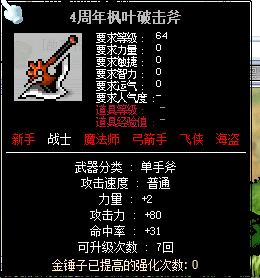 4周年枫叶破击斧
要求等级: 64
要求力量: 0
要求敏捷: 0
要求智力: 0
要求运气: 0
要求人气度: -
道具等级: -
道具经验值: -
新手 战士 魔法师 弓箭手 飞侠 海盗
武器分类 : 单手斧
攻击速度 : 普通
力量 : +2
攻击力 : +80
命中率 : +31
可升级次数 : 7回
金锤子已提高的强化次数: 0